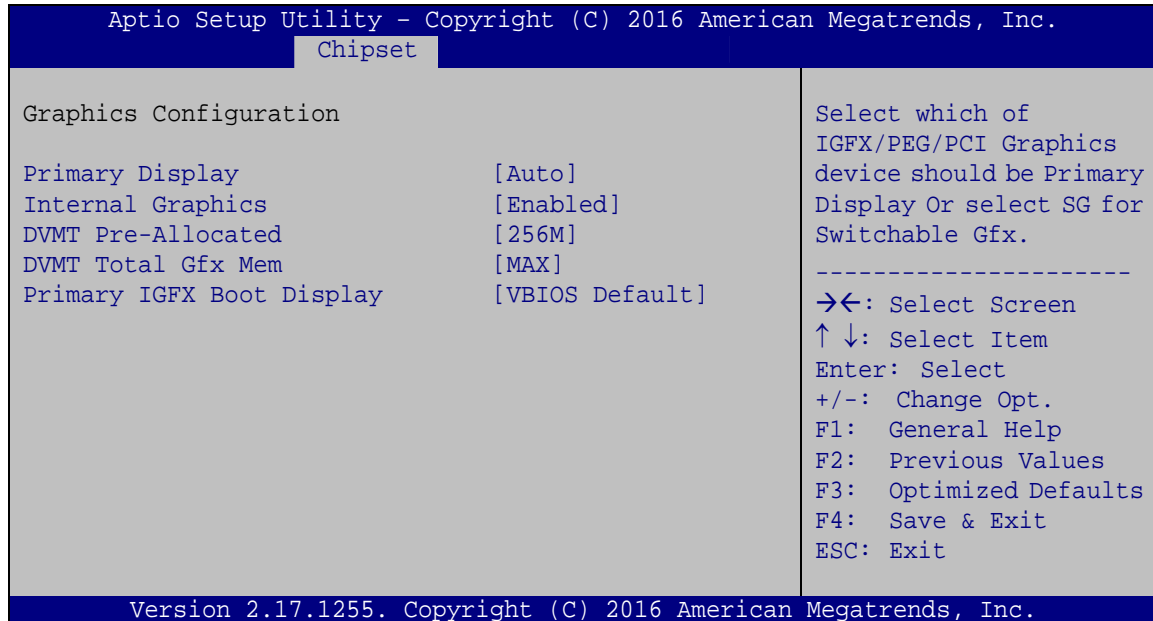 Aptio Setup Utility – Copyright (C) 2016 American Megatrends, Inc.
Chipset
Graphics Configuration
Primary Display [Auto]
Internal Graphics [Enabled]
DVMT Pre-Allocated [256M]
DVMT Total Gfx Mem [MAX]
Primary IGFX Boot Display [VBIOS Default]
Select which of
IGFX/PEG/PCI Graphics
device should be Primary
Display Or select SG for
Switchable Gfx.
----------------------
→←: Select Screen
↑ ↓: Select Item
Enter: Select
+/-: Change Opt.
F1: General Help
F2: Previous Values
F3: Optimized Defaults
F4: Save & Exit
ESC: Exit
Version 2.17.1255. Copyright (C) 2016 American Megatrends, Inc.